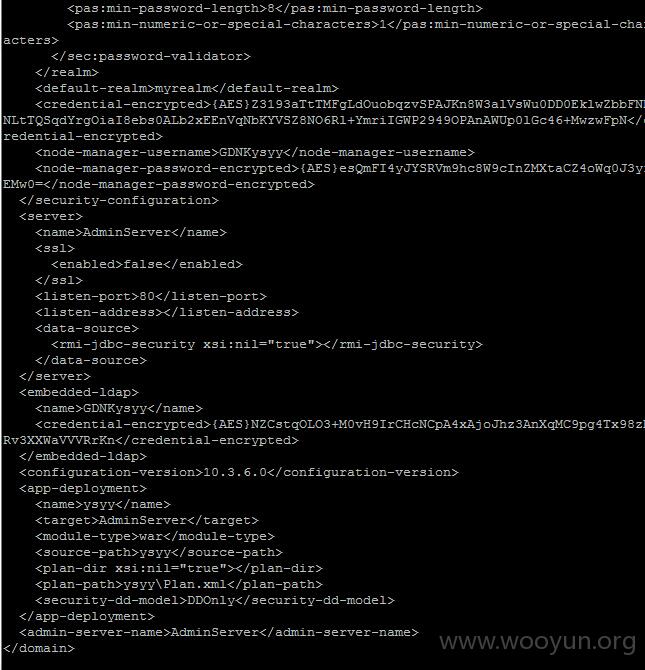 <pas:min-password-length>8</pas:min-password-length>
<pas:min-numeric-or-special-characters>1</pas:min-numeric-or-special-char
acters>
</sec:password-validator>
</realm>
<default-realm>myrealm</default-realm>
<credential-encrypted>{AES}Z3193aTtTMFgLdOuobqzvSPAJKn8W3alVsWu0DD0EklwZbbFN
NLtTQSqdYrgOiaI8ebs0ALb2xEEnVqNbKYVSZ8NO6Rl+YmriIGWP2949OPAnAWUp0lGc46+MwzwFpN</c
redential-encrypted>
<node-manager-username>GDNKysyy</node-manager-username>
<node-manager-password-encrypted>{AES}esQmFI4yJYSRVm9hc8W9cInZMXtaCZ4oWq0J3y
EMw0=</node-manager-password-encrypted>
</security-configuration>
<server>
<name>AdminServer</name>
<ssl>
<enabled>false</enabled>
</ssl>
<listen-port>80</listen-port>
<listen-address></listen-address>
<data-source>
<rmi-jdbc-security xsi:nil="true"></rmi-jdbc-security>
</data-source>
</server>
<embedded-ldap>
<name>GDNKysyy</name>
<credential-encrypted>{AES}NZCstqOLO3+M0vH9IrCHcNCpA4xAjoJhz3AnXqMC9pg4Tx98z
Rv3XXWaVVVRrKn</credential-encrypted>
</embedded-ldap>
<configuration-version>10.3.6.0</configuration-version>
<app-deployment>
<name>ysyy</name>
<target>AdminServer</target>
<module-type>war</module-type>
<source-path>ysyy</source-path>
<plan-dir xsi:nil="true"></plan-dir>
<plan-path>ysyy\Plan.xml</plan-path>
<security-dd-model>DDOnly</security-dd-model>
</app-deployment>
<admin-server-name>AdminServer</admin-server-name>
</domain>
www.wooyun.org